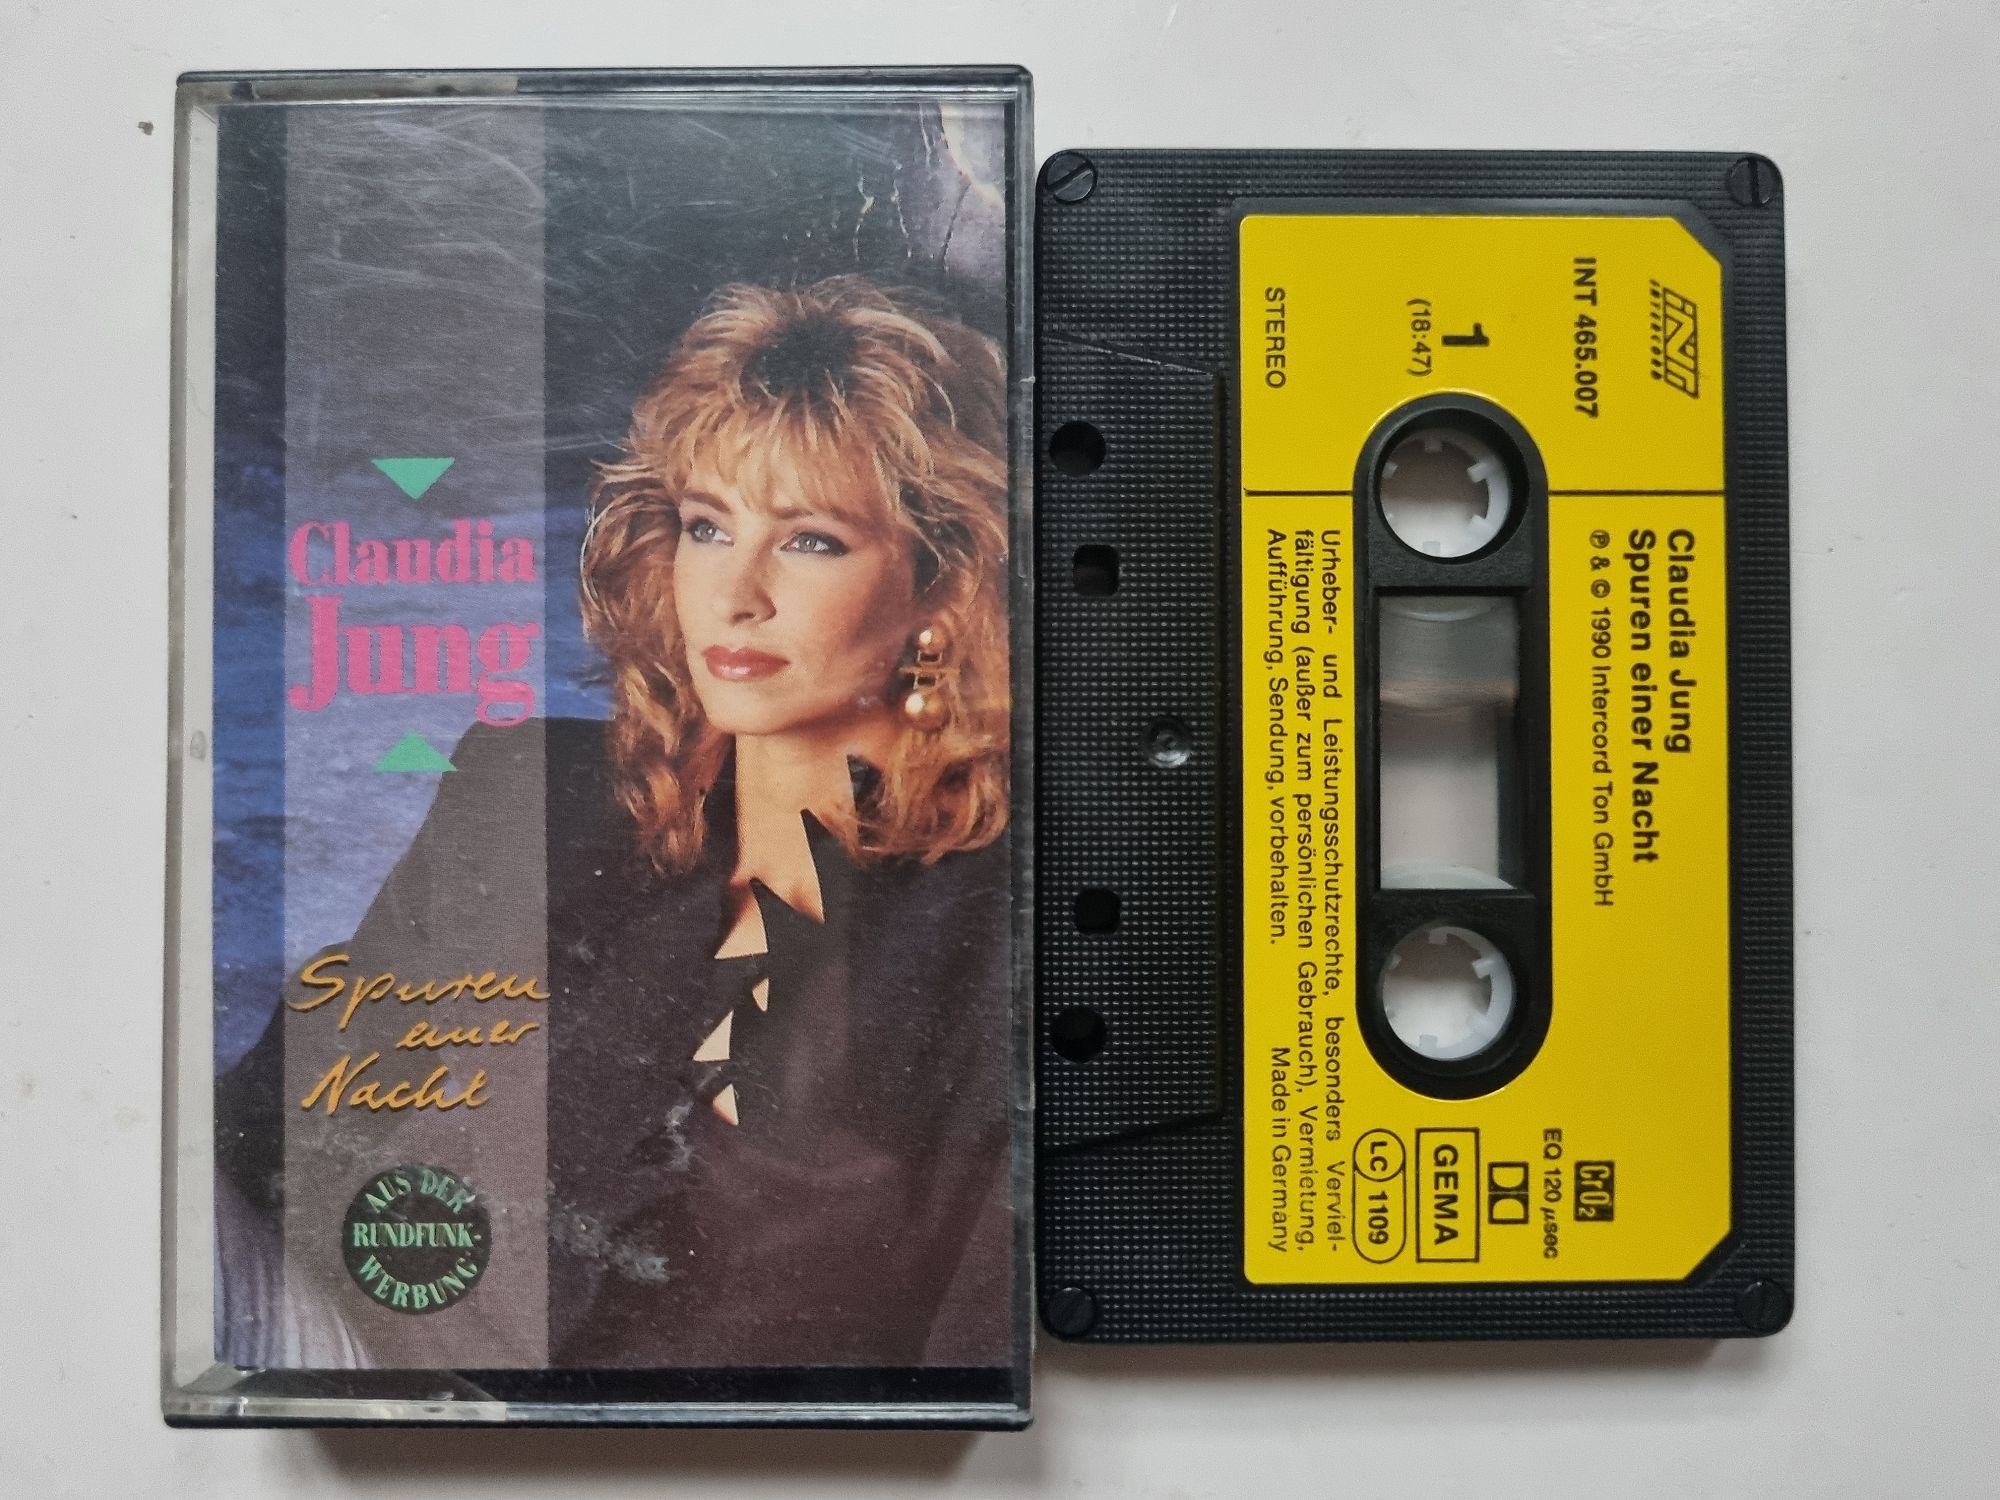 Claudia
Jung
Spuren
einer
Nacht
AUS DER
RUNDFUNK-
WERBUNG
INT
INTERCORD
INT 465.007
1
(18:47)
STEREO
Claudia Jung
Spuren einer Nacht
℗ & © 1990 Intercord Ton GmbH
Urheber- und Leistungsschutzrechte, besonders Verviel-
fältigung (außer zum persönlichen Gebrauch), Vermietung,
Aufführung, Sendung, vorbehalten. Made in Germany
CrO2
EQ 120 µsec
GEMA
LC 1109